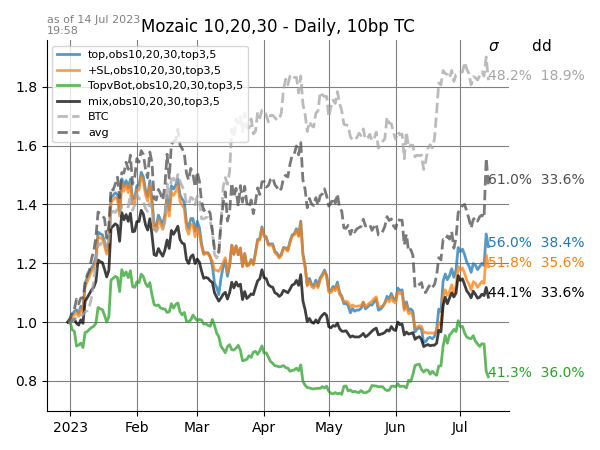 as of 14 Jul 2023
19:58
Mozaic 10,20,30 - Daily, 10bp TC
σ dd
top,obs10,20,30,top3,5
+SL,obs10,20,30,top3,5
TopvBot,obs10,20,30,top3,5
mix,obs10,20,30,top3,5
BTC
avg
1.8
1.6
1.4
1.2
1.0
0.8
48.2% 18.9%
61.0% 33.6%
56.0% 38.4%
51.8% 35.6%
44.1% 33.6%
41.3% 36.0%
2023 Feb Mar Apr May Jun Jul